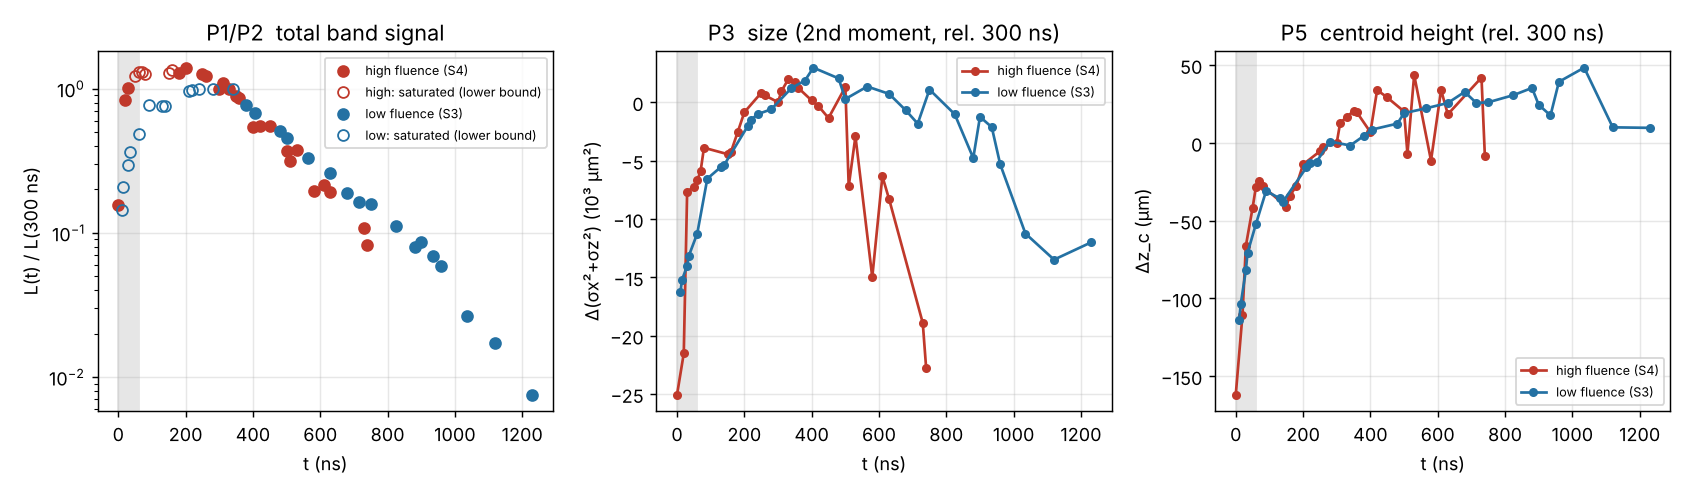 P1/P2 total band signal
L(t) / L(300 ns)
10⁰
10⁻¹
10⁻²
high fluence (S4)
high: saturated (lower bound)
low fluence (S3)
low: saturated (lower bound)
0 200 400 600 800 1000 1200
t (ns)
P3 size (2nd moment, rel. 300 ns)
Δ(σx²+σz²) (10³ μm²)
0
−5
−10
−15
−20
−25
high fluence (S4)
low fluence (S3)
0 200 400 600 800 1000 1200
t (ns)
P5 centroid height (rel. 300 ns)
Δz_c (μm)
50
0
−50
−100
−150
high fluence (S4)
low fluence (S3)
0 200 400 600 800 1000 1200
t (ns)